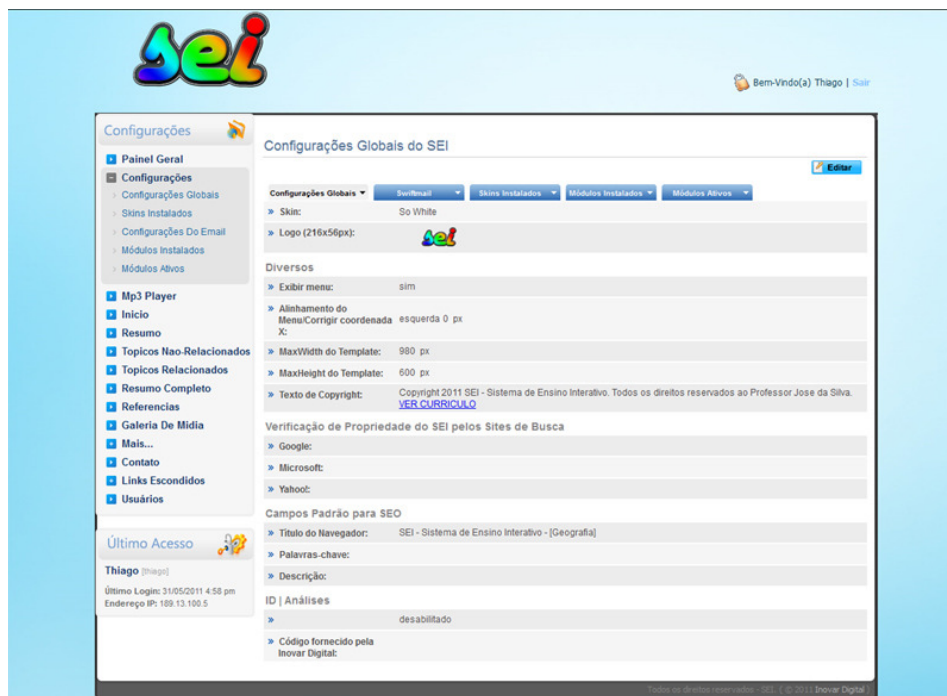 sei
Bem-Vindo(a) Thiago | Sair
Configurações
Painel Geral
Configurações
Configurações Globais
Skins Instalados
Configurações Do Email
Módulos Instalados
Módulos Ativos
Mp3 Player
Inicio
Resumo
Topicos Nao-Relacionados
Topicos Relacionados
Resumo Completo
Referencias
Galeria De Midia
Mais...
Contato
Links Escondidos
Usuários
Último Acesso
Thiago [thiago]
Último Login: 31/05/2011 4:58 pm
Endereço IP: 189.13.100.5
Configurações Globais do SEI
Editar
Configurações Globais Swiftmail Skins Instalados Módulos Instalados Módulos Ativos
» Skin: So White
» Logo (216x56px): sei
Diversos
» Exibir menu: sim
» Alinhamento do
Menu/Corrigir coordenada esquerda 0 px
X:
» MaxWidth do Template: 980 px
» MaxHeight do Template: 600 px
» Texto de Copyright: Copyright 2011 SEI - Sistema de Ensino Interativo. Todos os direitos reservados ao Professor Jose da Silva.
VER CURRICULO
Verificação de Propriedade do SEI pelos Sites de Busca
» Google:
» Microsoft:
» Yahoo!:
Campos Padrão para SEO
» Título do Navegador: SEI - Sistema de Ensino Interativo - [Geografia]
» Palavras-chave:
» Descrição:
ID | Análises
» desabilitado
» Código fornecido pela
Inovar Digital:
Todos os direitos reservados - SEI. ( © 2011 Inovar Digital )